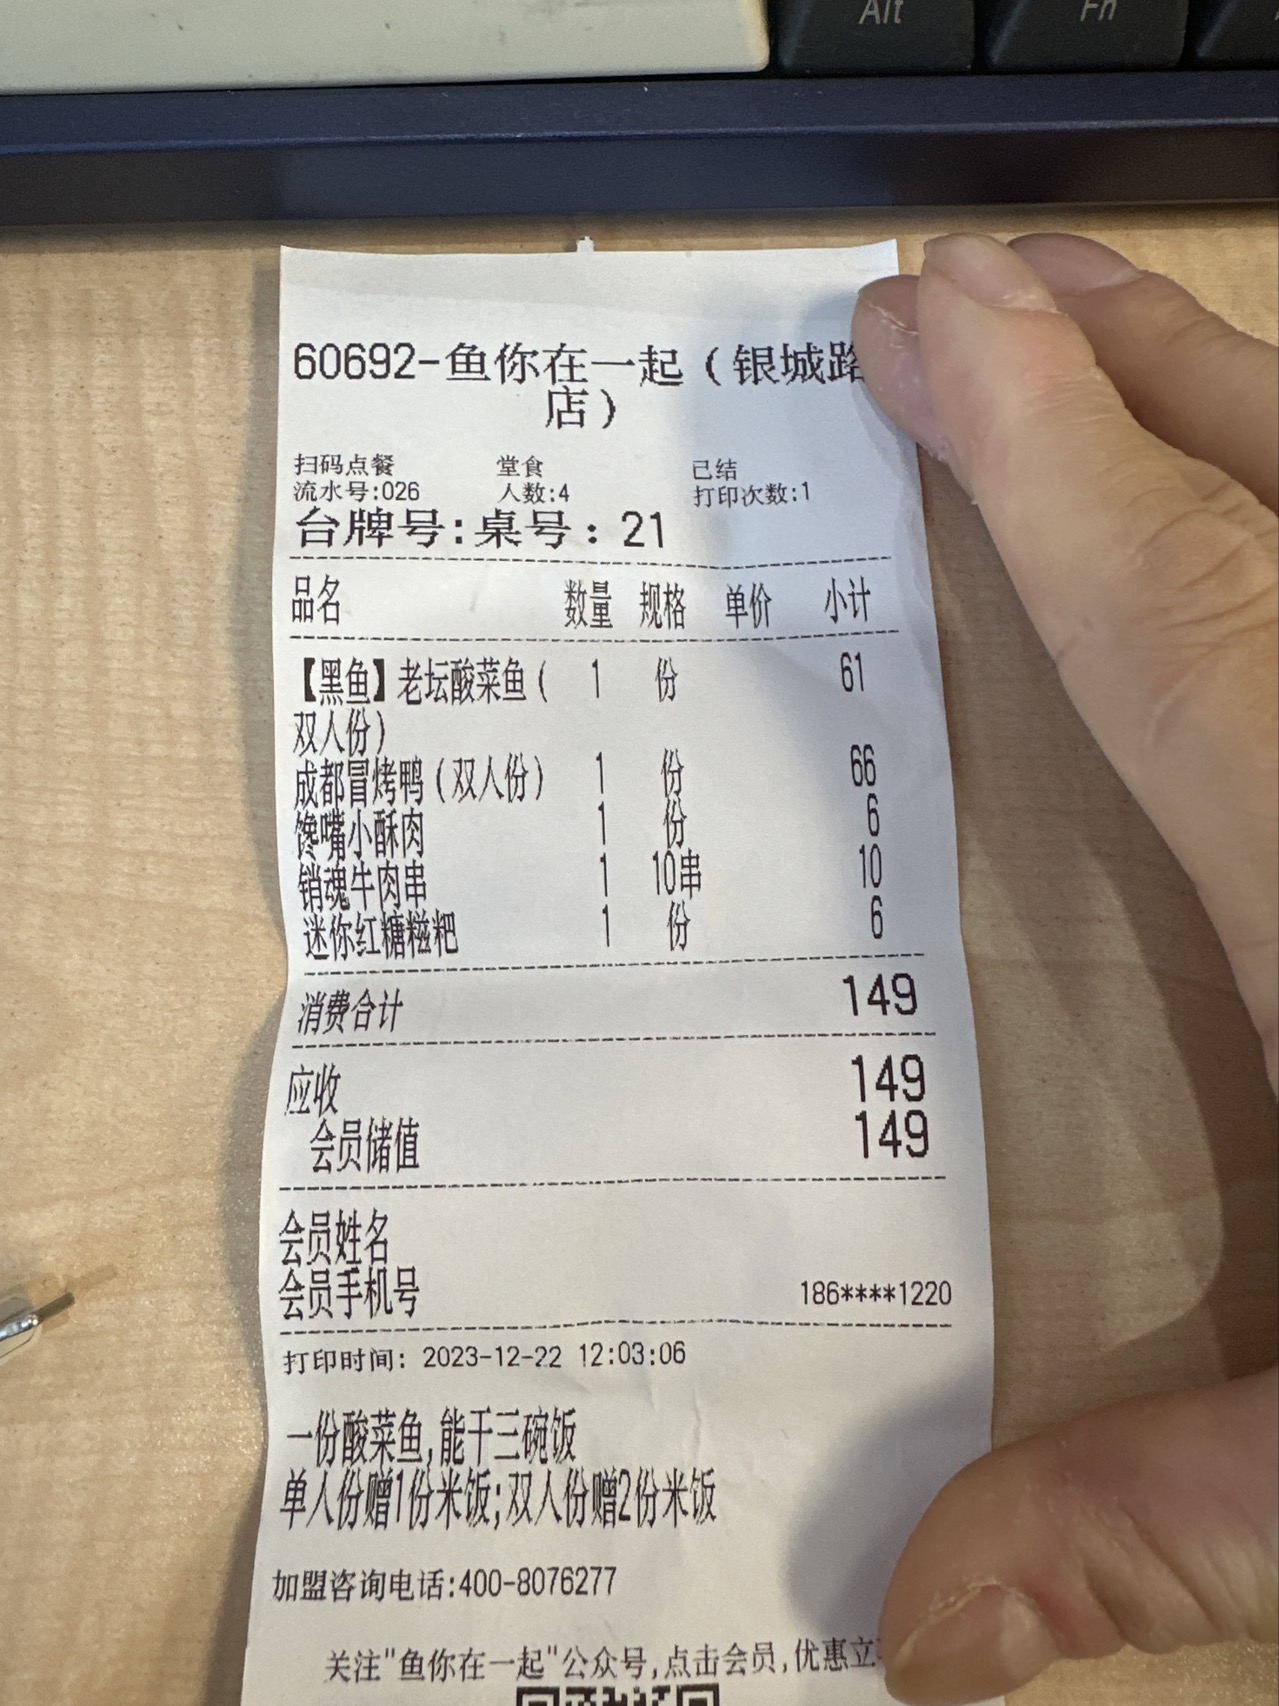 Alt
Fn
60692-鱼你在一起（银城路
店）
扫码点餐 堂食 已结
流水号:026 人数:4 打印次数:1
台牌号:桌号：21
品名 数量 规格 单价 小计
【黑鱼】老坛酸菜鱼( 1 份 61
双人份)
成都冒烤鸭(双人份) 1 份 66
馋嘴小酥肉 1 份 6
销魂牛肉串 1 10串 10
迷你红糖糍粑 1 份 6
消费合计 149
应收 149
会员储值 149
会员姓名
会员手机号 186****1220
打印时间: 2023-12-22 12:03:06
一份酸菜鱼,能干三碗饭
单人份赠1份米饭;双人份赠2份米饭
加盟咨询电话:400-8076277
关注"鱼你在一起"公众号,点击会员,优惠立